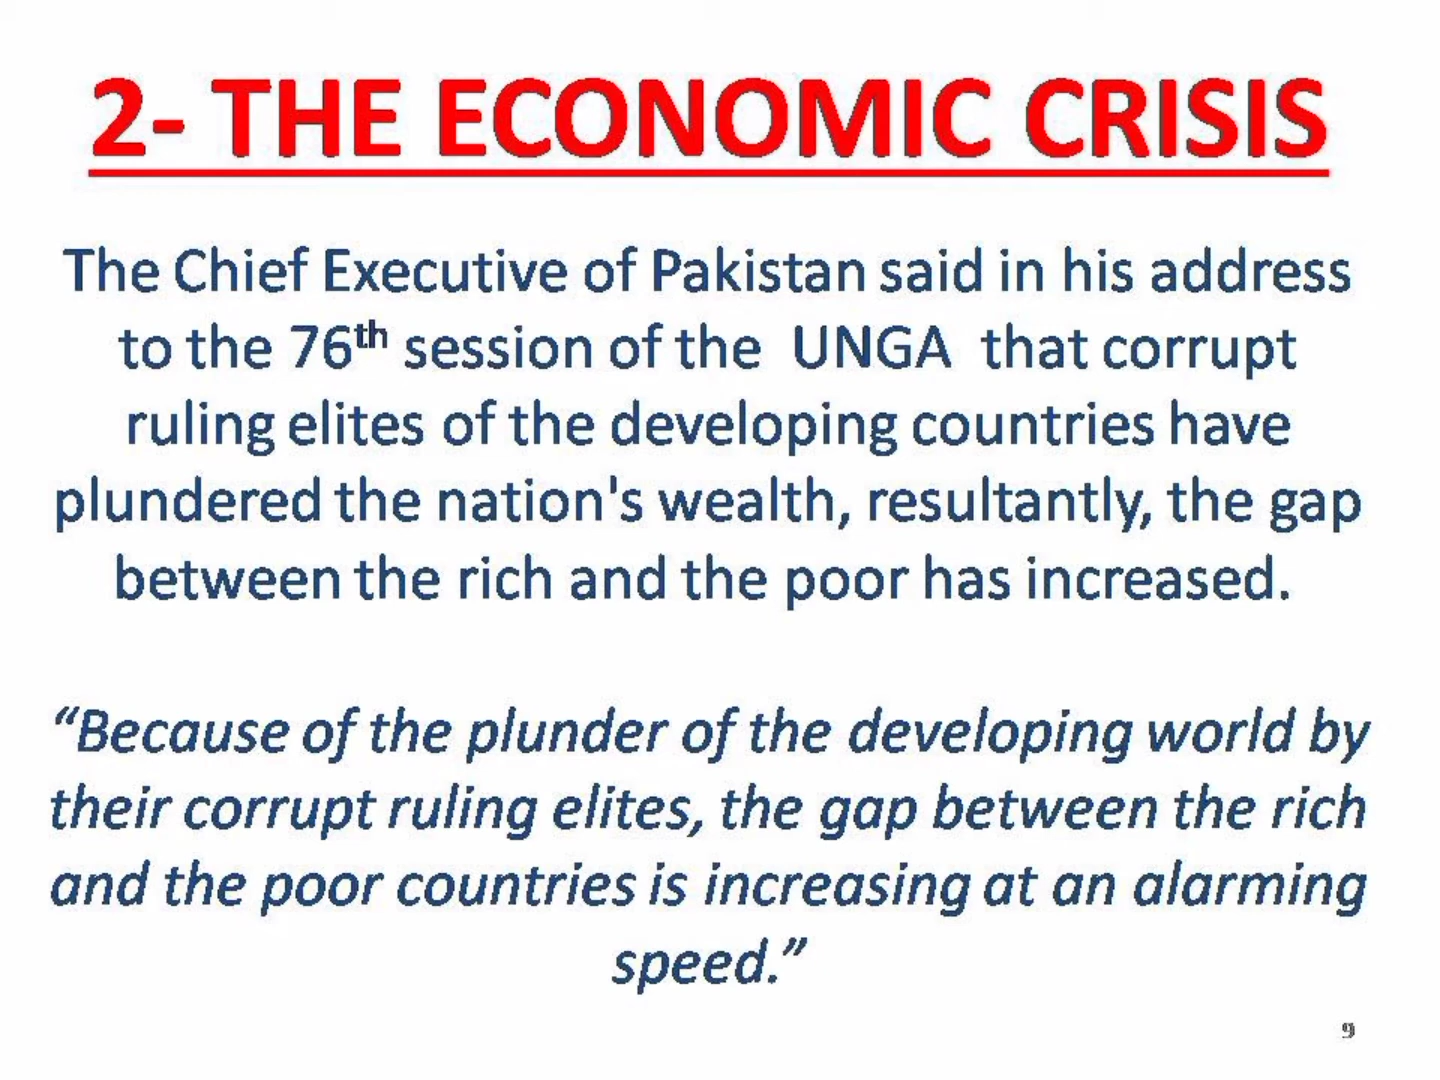 2- THE ECONOMIC CRISIS
The Chief Executive of Pakistan said in his address
to the 76th session of the UNGA that corrupt
ruling elites of the developing countries have
plundered the nation's wealth, resultantly, the gap
between the rich and the poor has increased.
“Because of the plunder of the developing world by
their corrupt ruling elites, the gap between the rich
and the poor countries is increasing at an alarming
speed.”
9